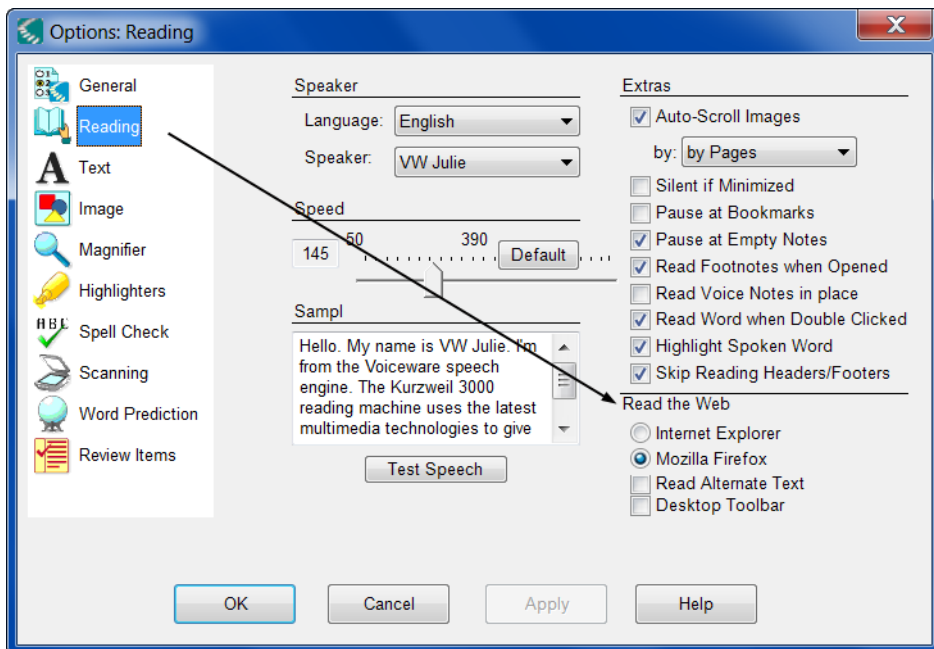 Options: Reading
General
Reading
Text
Image
Magnifier
Highlighters
Spell Check
Scanning
Word Prediction
Review Items
Speaker
Language: English
Speaker: VW Julie
Speed
145 50 390 Default
Sampl
Hello. My name is VW Julie. I'm
from the Voiceware speech
engine. The Kurzweil 3000
reading machine uses the latest
multimedia technologies to give
Test Speech
Extras
Auto-Scroll Images
by: by Pages
Silent if Minimized
Pause at Bookmarks
Pause at Empty Notes
Read Footnotes when Opened
Read Voice Notes in place
Read Word when Double Clicked
Highlight Spoken Word
Skip Reading Headers/Footers
Read the Web
Internet Explorer
Mozilla Firefox
Read Alternate Text
Desktop Toolbar
OK Cancel Apply Help